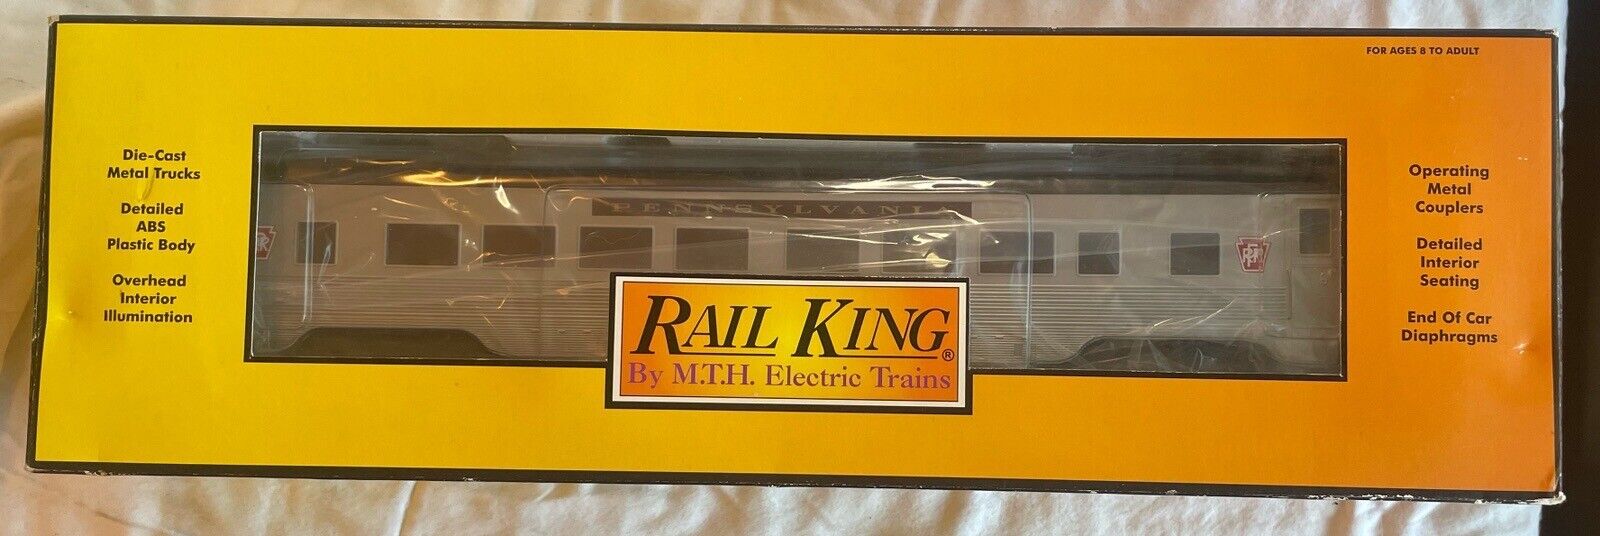 FOR AGES 8 TO ADULT
Die-Cast
Metal Trucks
Detailed
ABS
Plastic Body
Overhead
Interior
Illumination
PENNSYLVANIA
RAIL KING®
By M.T.H. Electric Trains
Operating
Metal
Couplers
Detailed
Interior
Seating
End Of Car
Diaphragms